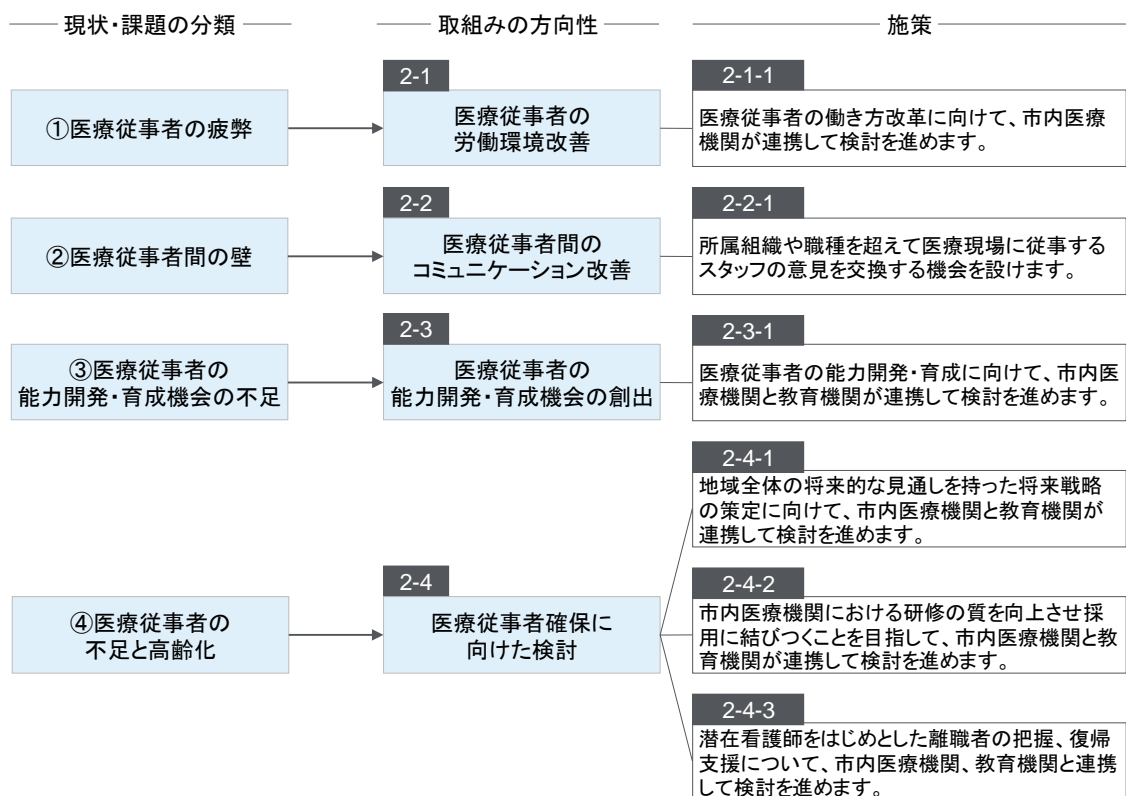 現状・課題の分類
取組みの方向性
施策
①医療従事者の疲弊
2-1
医療従事者の
労働環境改善
2-1-1
医療従事者の働き方改革に向けて、市内医療
機関が連携して検討を進めます。
②医療従事者間の壁
2-2
医療従事者間の
コミュニケーション改善
2-2-1
所属組織や職種を超えて医療現場に従事する
スタッフの意見を交換する機会を設けます。
③医療従事者の
能力開発・育成機会の不足
2-3
医療従事者の
能力開発・育成機会の創出
2-3-1
医療従事者の能力開発・育成に向けて、市内医
療機関と教育機関が連携して検討を進めます。
④医療従事者の
不足と高齢化
2-4
医療従事者確保に
向けた検討
2-4-1
地域全体の将来的な見通しを持った将来戦略
の策定に向けて、市内医療機関と教育機関が
連携して検討を進めます。
2-4-2
市内医療機関における研修の質を向上させ採
用に結びつくことを目指して、市内医療機関と教
育機関が連携して検討を進めます。
2-4-3
潜在看護師をはじめとした離職者の把握、復帰
支援について、市内医療機関、教育機関と連携
して検討を進めます。